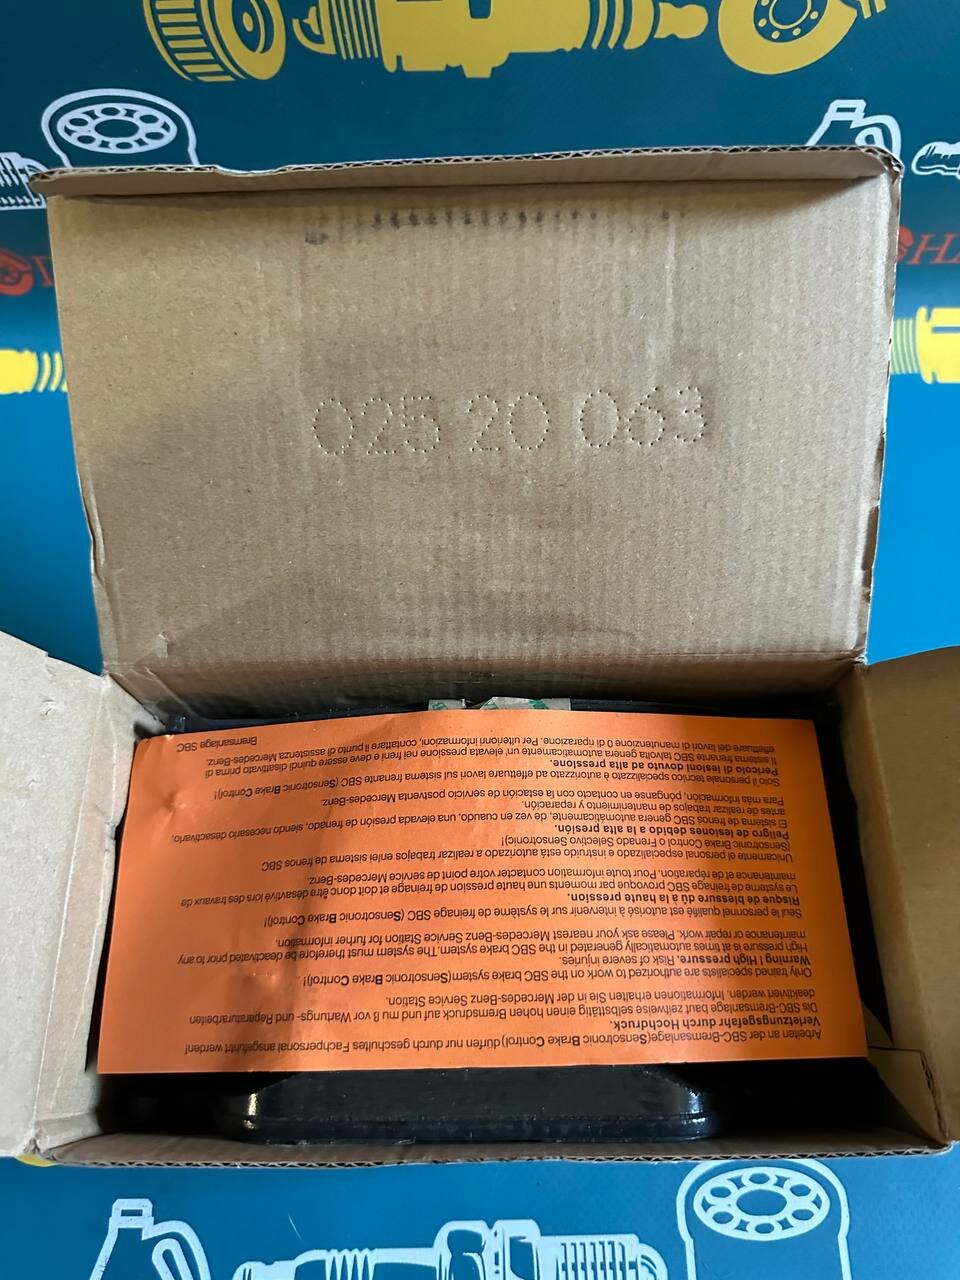 025 20 063
Arbeiten an der SBC-Bremsanlage(Sensotronic Brake Control) dürfen nur durch geschultes Fachpersonal ausgeführt werden!
Verletzungsgefahr durch Hochdruck.
Dis SBC-Bremsanlage baut zeitweise selbsttätig einen hohen Bremsdruck auf und mu B vor Wartungs- und Reparaturarbeiten
deaktiviert werden. Informationen erhalten Sie in der Mercedes-Benz Service Station.
Only trained specialists are authorized to work on the SBC brake system(Sensotronic Brake Control)!
Warning ! High pressure. Risk of severe injuries.
High pressure is at times automatically generated in the SBC brake system. The system must therefore be deactivated prior to any
maintenance or repair work. Please ask your nearest Mercedes-Benz Service Station for furher information.
Seul le personnel qualifié est autorisé à intervenir sur le système de freinage SBC (Sensotronic Brake Control)!
Risque de blessure dû à la haute pression.
Le système de freinage SBC provoque par moments une haute pression de freinage et doit donc être désavtivé lors des travaux de
maintenance et de réparation. Pour toute information contacter votre point de service Mercedes-Benz.
Unicamente el personal especializado e instruido está autorizado a realizar trabajos enlel sistema de frenos SBC
(Sensotronic Brake Control o Frenado Selectivo Sensotronic)!
Peligro de lesiones debido a la alta presión.
El sistema de frenos SBC genera automáticamente, de vez en cuando, una elevada presión de frenado, siendo necesario desactivario,
antes de realizar trabajos de mantenimiento y reparación.
Para más información, póngase en contacto con la estación de servicio postventa Mercedes-Benz.
Solo il personale tecnico specializzato è autorizzato ad effettuare lavori sul sistema frenante SBC (Sensotronic Brake Control)!
Pericolo di lesioni dovuto ad alta pressione.
Il sistema frenante SBC talvolta genera automaticamente un' elevata pressione nei freni e deve essere quindi disattivato prima di
effettuare dei lavori di manutenzione 0 di riparazione. Per ulteriori informazioni, contattare il punto di assistenza Mercedes-Benz.
Bremsanlage SBC